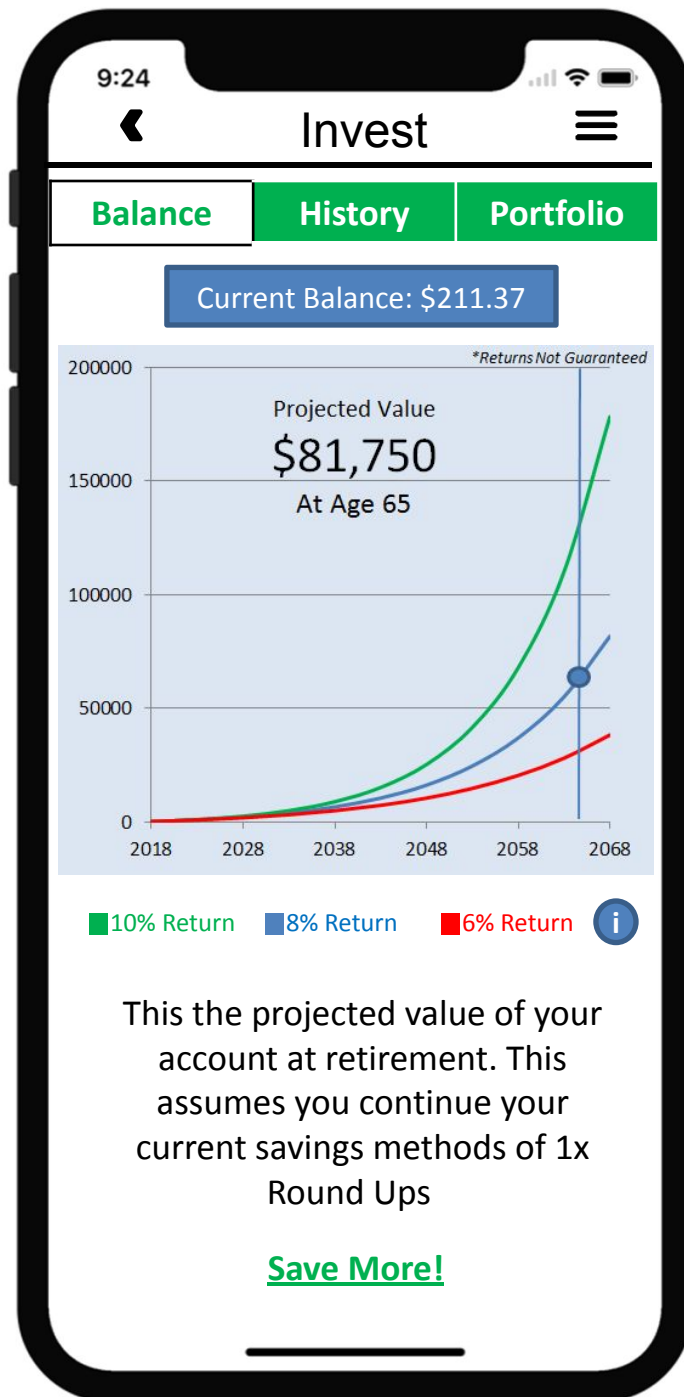 9:24
Invest
Balance History Portfolio
Current Balance: $211.37
*Returns Not Guaranteed
200000
Projected Value
$81,750
150000
At Age 65
100000
50000
0
2018 2028 2038 2048 2058 2068
10% Return 8% Return 6% Return i
This the projected value of your
account at retirement. This
assumes you continue your
current savings methods of 1x
Round Ups
Save More!